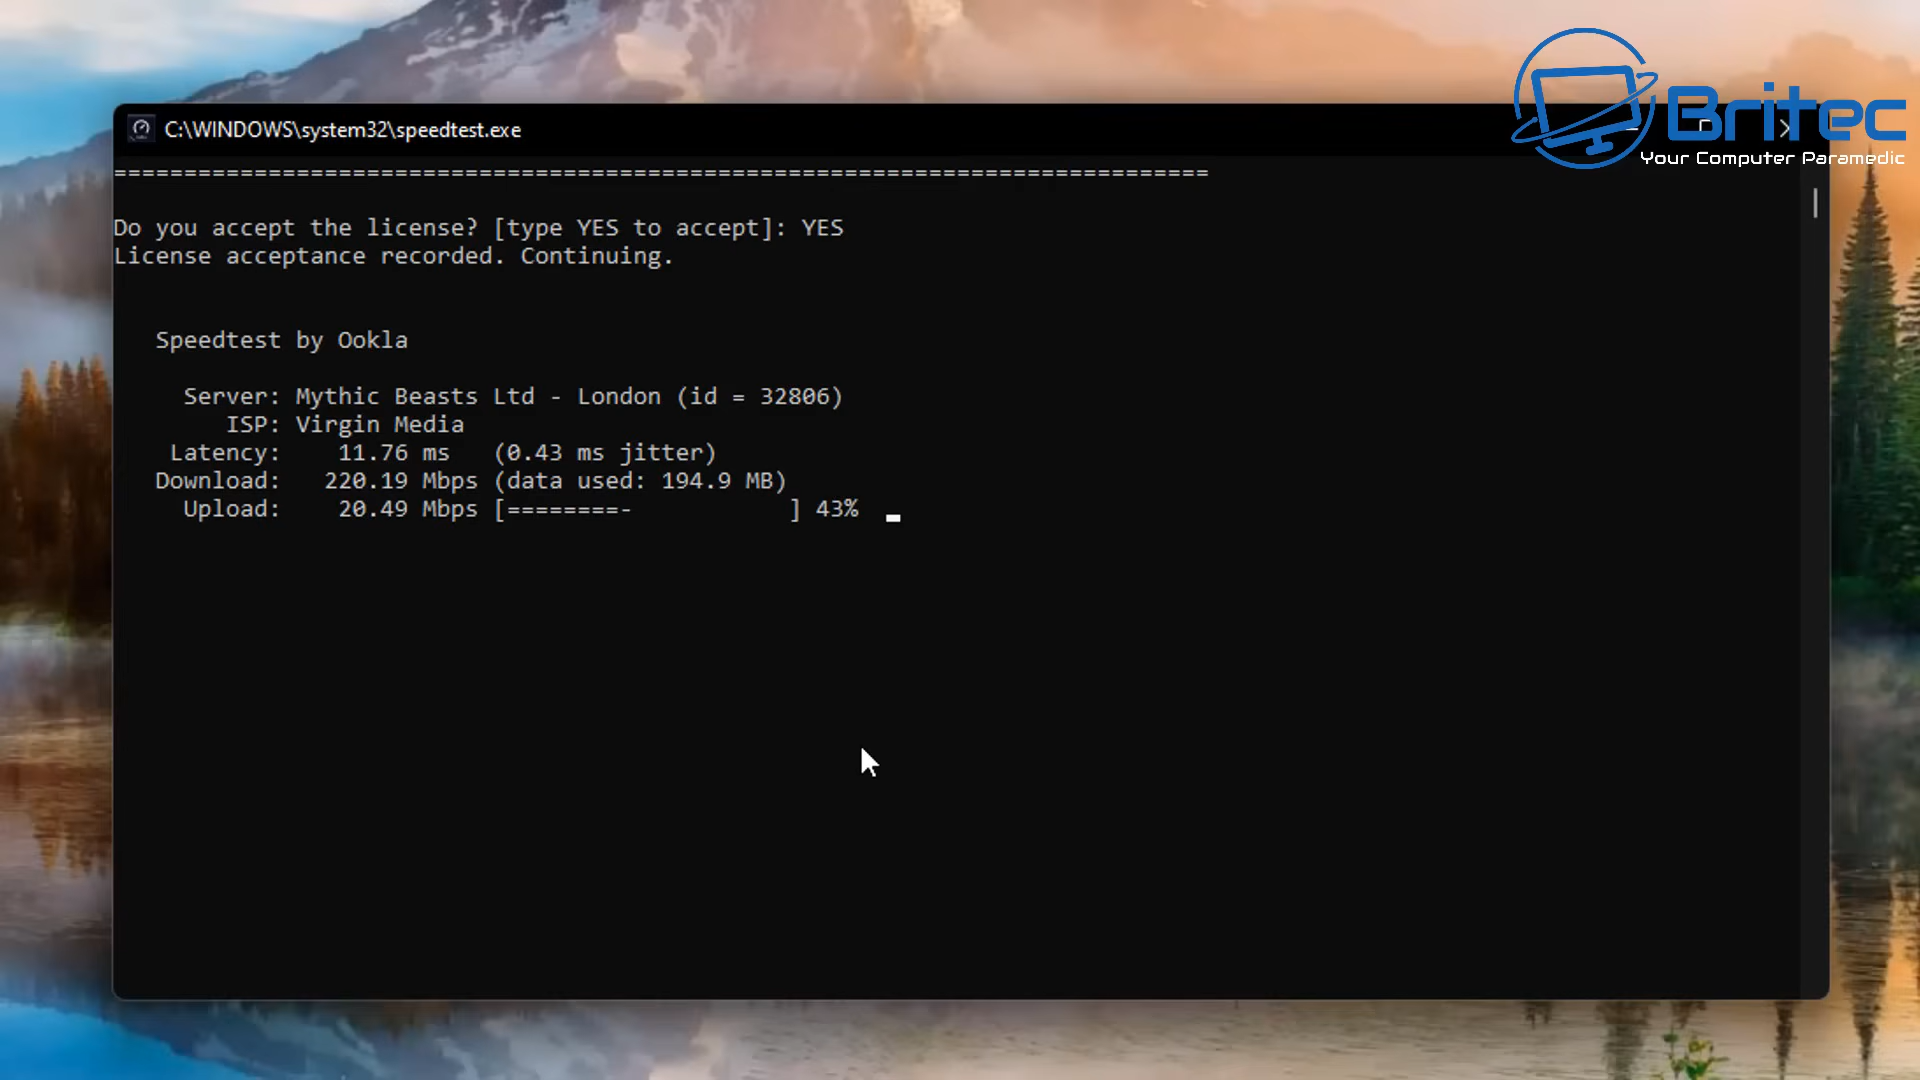 Britec
Your Computer Paramedic
C:\WINDOWS\system32\speedtest.exe
==============================================================================
Do you accept the license? [type YES to accept]: YES
License acceptance recorded. Continuing.
Speedtest by Ookla
Server: Mythic Beasts Ltd - London (id = 32806)
ISP: Virgin Media
Latency: 11.76 ms (0.43 ms jitter)
Download: 220.19 Mbps (data used: 194.9 MB)
Upload: 20.49 Mbps [========- ] 43%